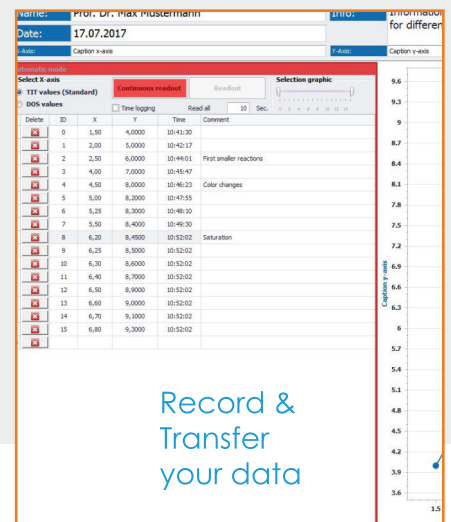 Name: Prof. Dr. Max Mustermann Info:
for differen
Date: 17.07.2017
X-Axis: Caption x-axis Y-Axis: Caption y-axis
automatic mode
Select X-axis
TIT values (Standard)
DOS values
Continuous readout
Readout
Selection graphic
0 2 4 6 8 10 12 14
Time logging Read all 10 Sec.
Delete ID X Y Time Comment
0 1,50 4,0000 10:41:30
1 2,00 5,0000 10:42:17
2 2,50 6,0000 10:44:01 First smaller reactions
3 4,00 7,0000 10:45:47
4 4,50 8,0000 10:46:23 Color changes
5 5,00 8,2000 10:47:55
6 5,25 8,3000 10:48:10
7 5,50 8,4000 10:49:30
8 6,20 8,4500 10:52:02 Saturation
9 6,25 8,5000 10:52:02
10 6,30 8,6000 10:52:02
11 6,40 8,7000 10:52:02
12 6,50 8,9000 10:52:02
13 6,60 9,0000 10:52:02
14 6,70 9,1000 10:52:02
15 6,80 9,3000 10:52:02
Caption y-axis
9.6
9.3
9
8.7
8.4
8.1
7.8
7.5
7.2
6.9
6.6
6.3
6
5.7
5.4
5.1
4.8
4.5
4.2
3.9
3.6
1.5
Record &
Transfer
your data